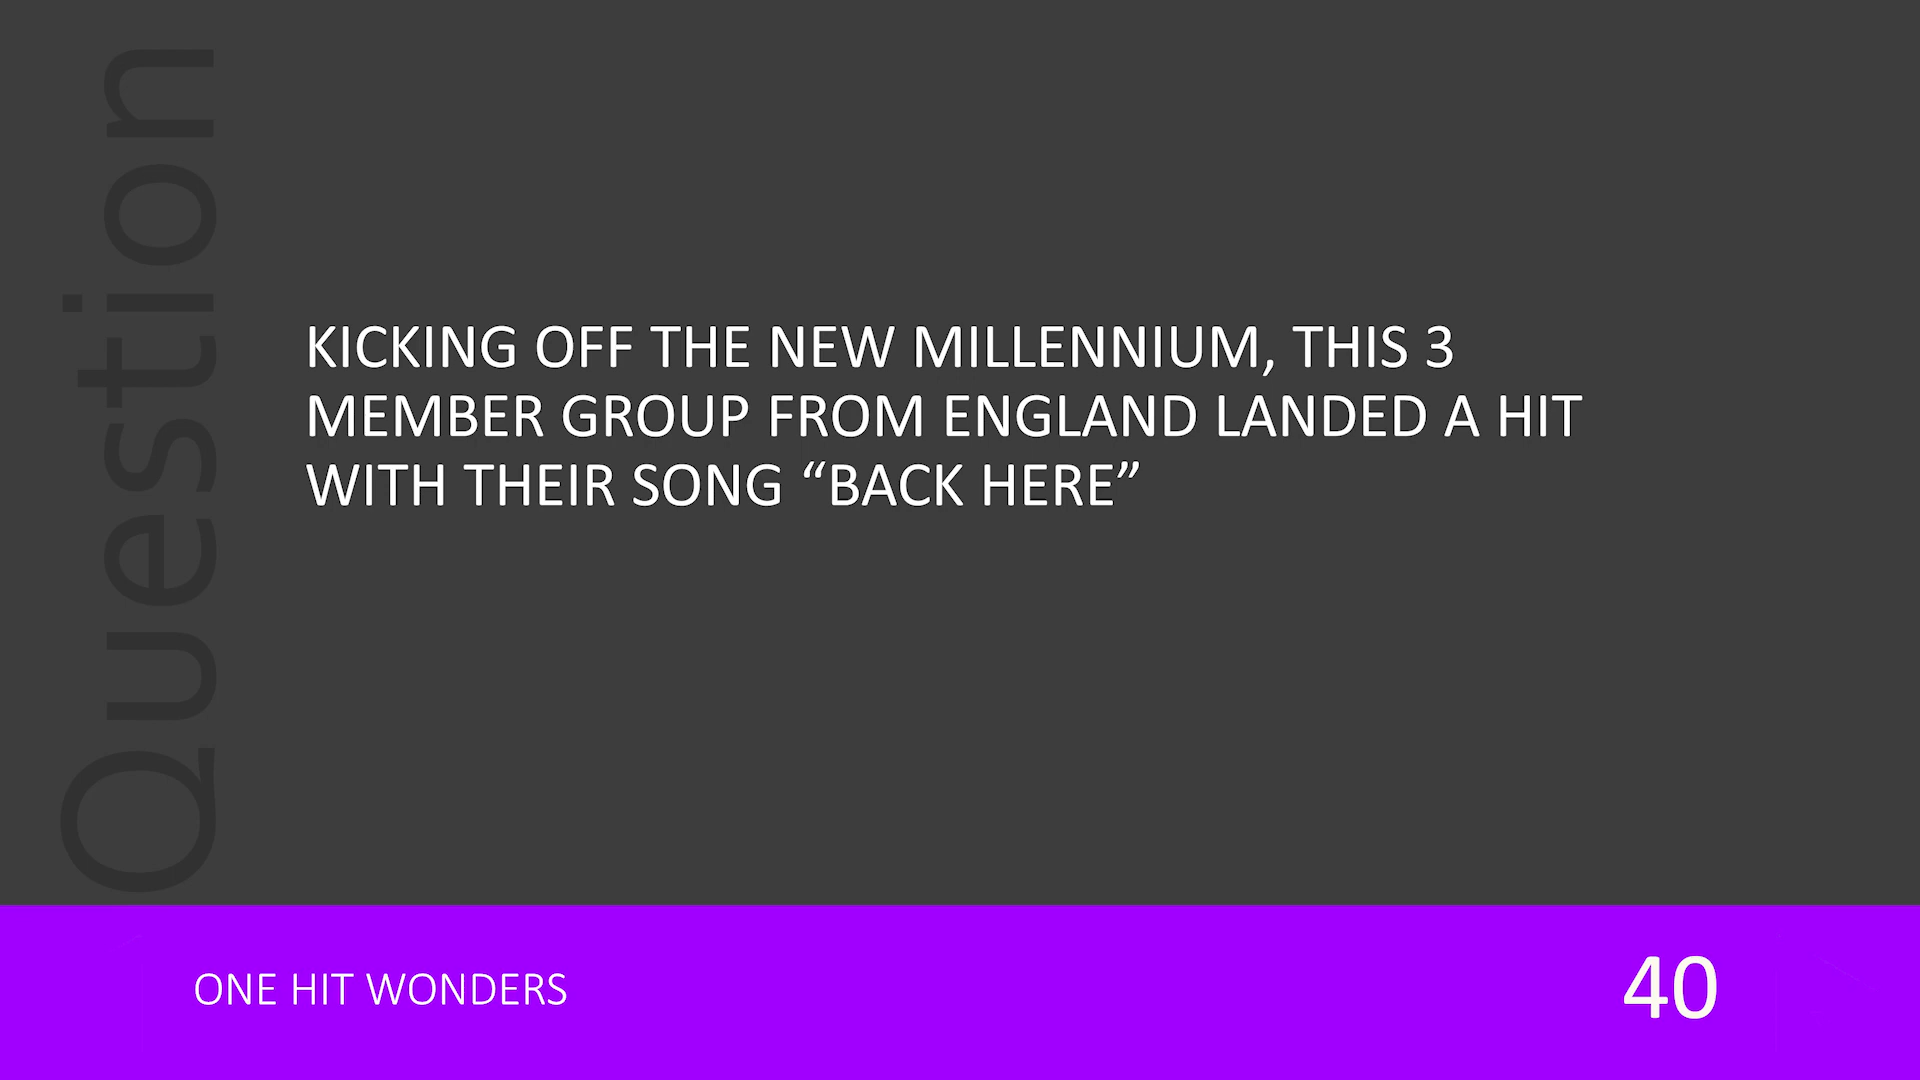 Question
KICKING OFF THE NEW MILLENNIUM, THIS 3
MEMBER GROUP FROM ENGLAND LANDED A HIT
WITH THEIR SONG “BACK HERE”
ONE HIT WONDERS
40